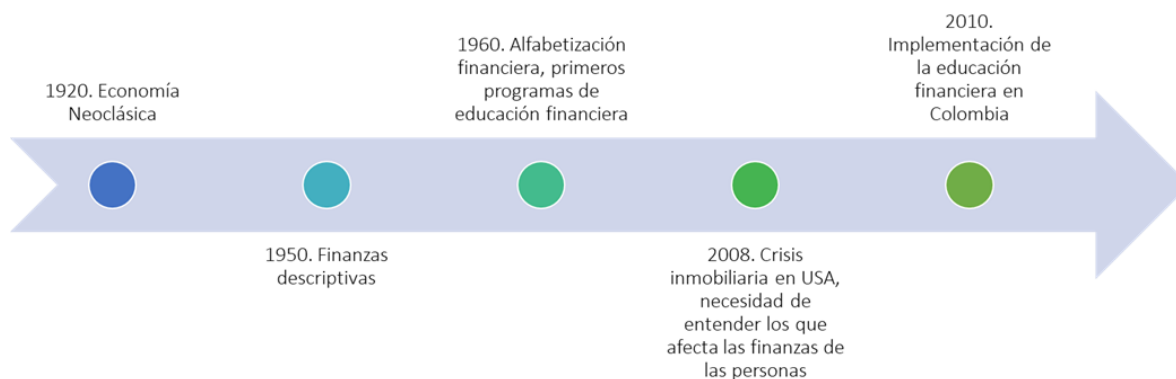 1920. Economía
Neoclásica
1950. Finanzas
descriptivas
1960. Alfabetización
financiera, primeros
programas de
educación financiera
2008. Crisis
inmobiliaria en USA,
necesidad de
entender los que
afecta las finanzas de
las personas
2010.
Implementación de
la educación
financiera en
Colombia